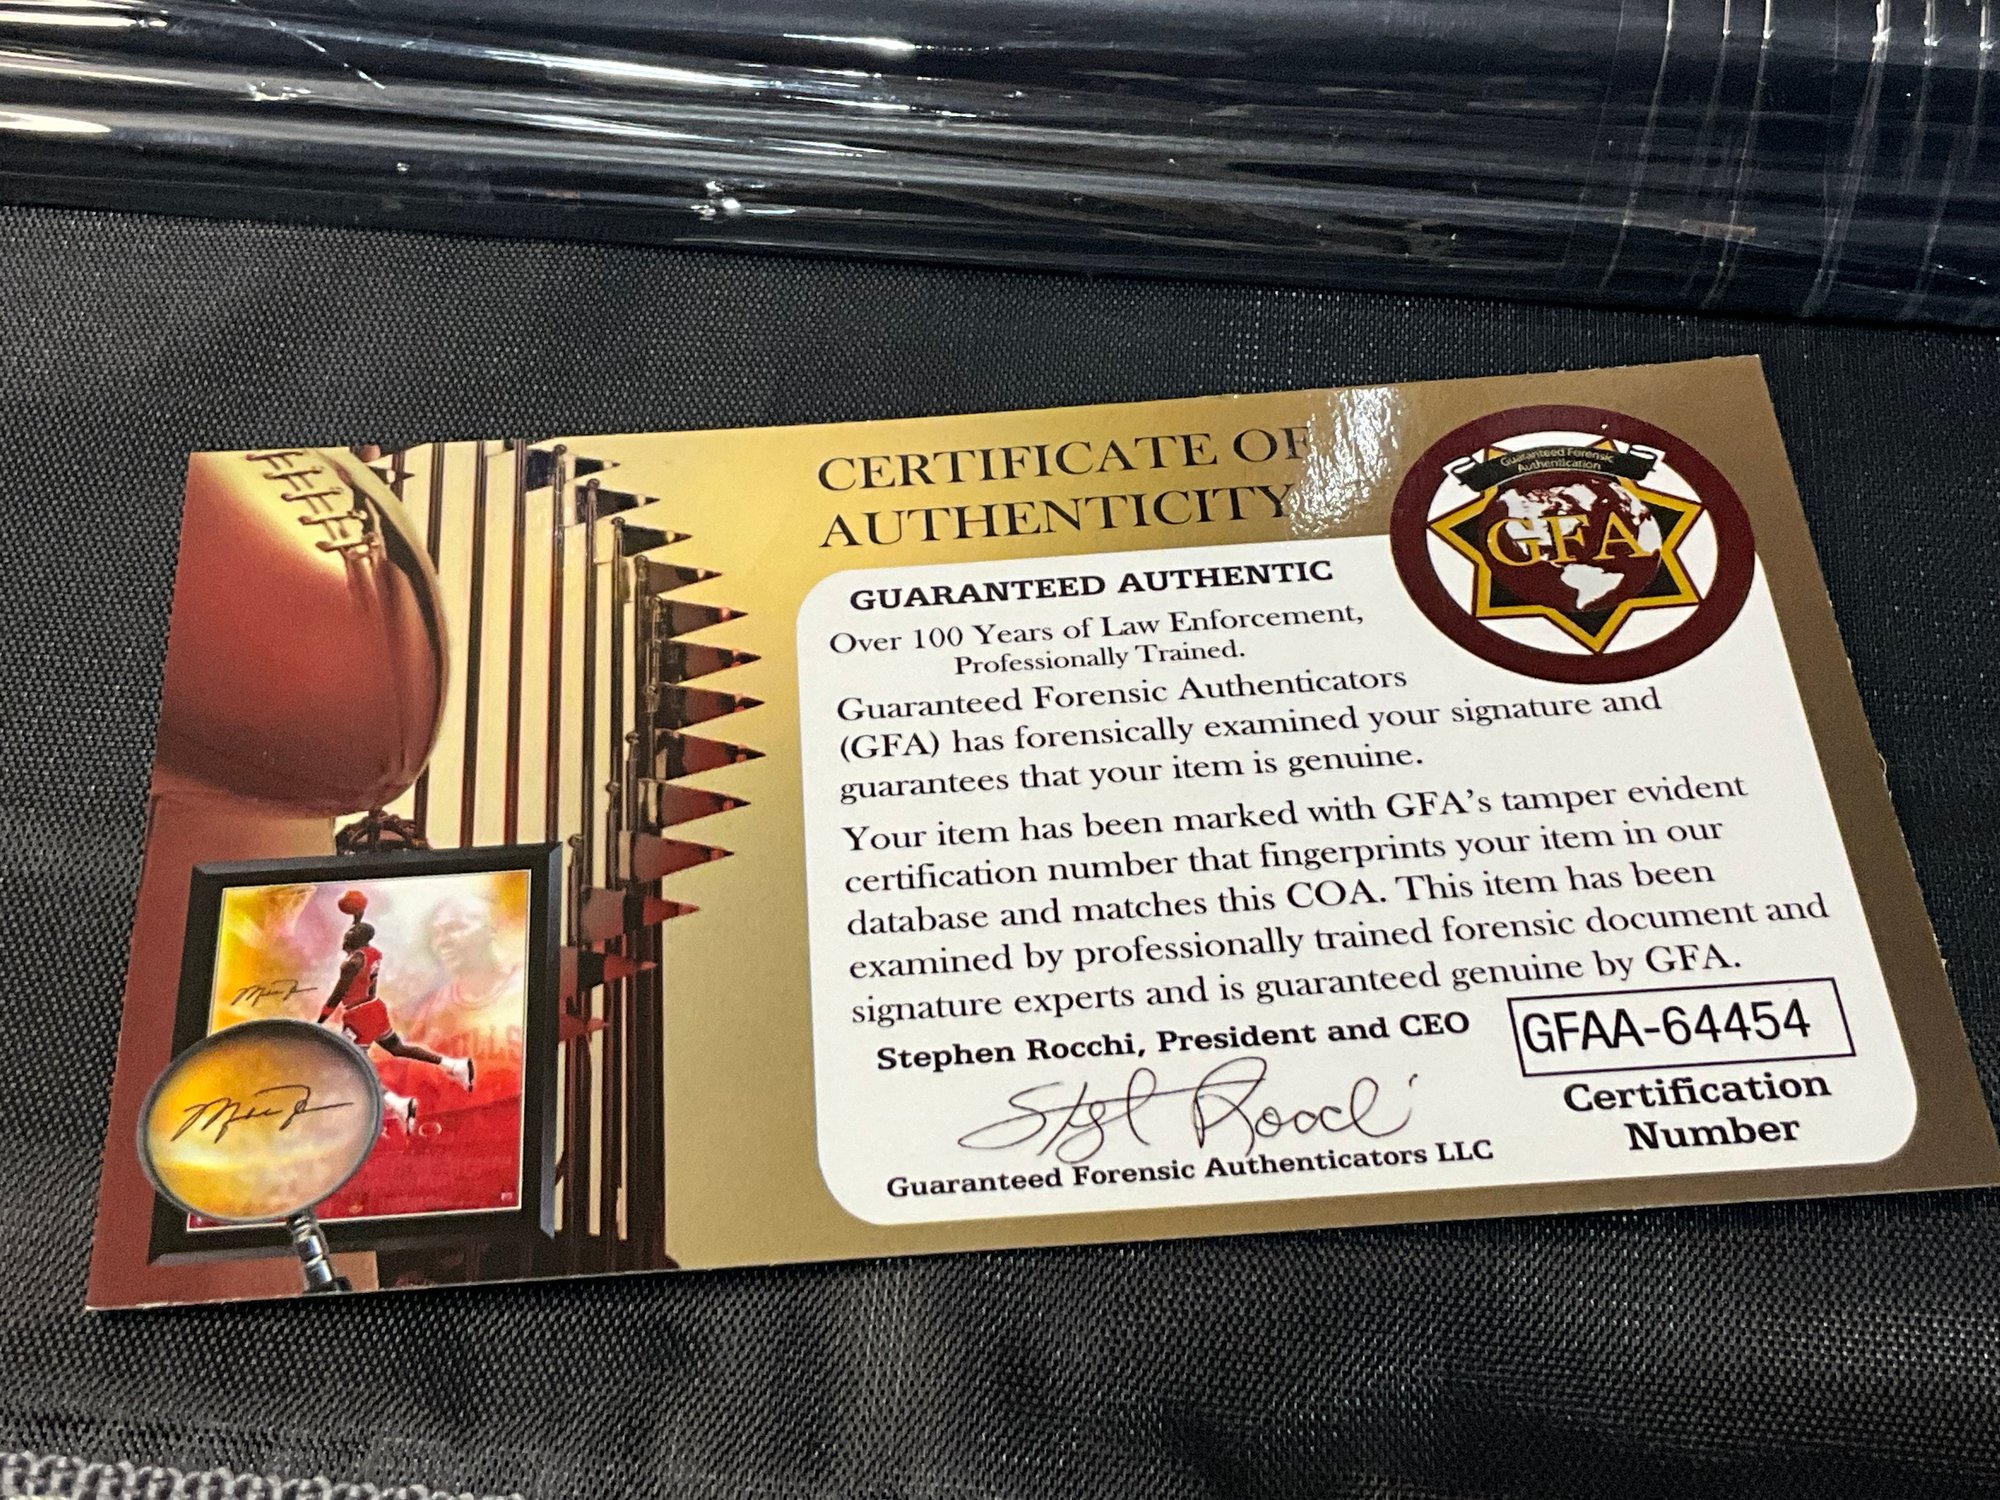 CERTIFICATE OF
AUTHENTICITY
Guaranteed Forensic
Authentication
GFA
GUARANTEED AUTHENTIC
Over 100 Years of Law Enforcement,
Professionally Trained.
Guaranteed Forensic Authenticators
(GFA) has forensically examined your signature and
guarantees that your item is genuine.
Your item has been marked with GFA's tamper evident
certification number that fingerprints your item in our
database and matches this COA. This item has been
examined by professionally trained forensic document and
signature experts and is guaranteed genuine by GFA.
Stephen Rocchi, President and CEO
Guaranteed Forensic Authenticators LLC
GFAA-64454
Certification
Number